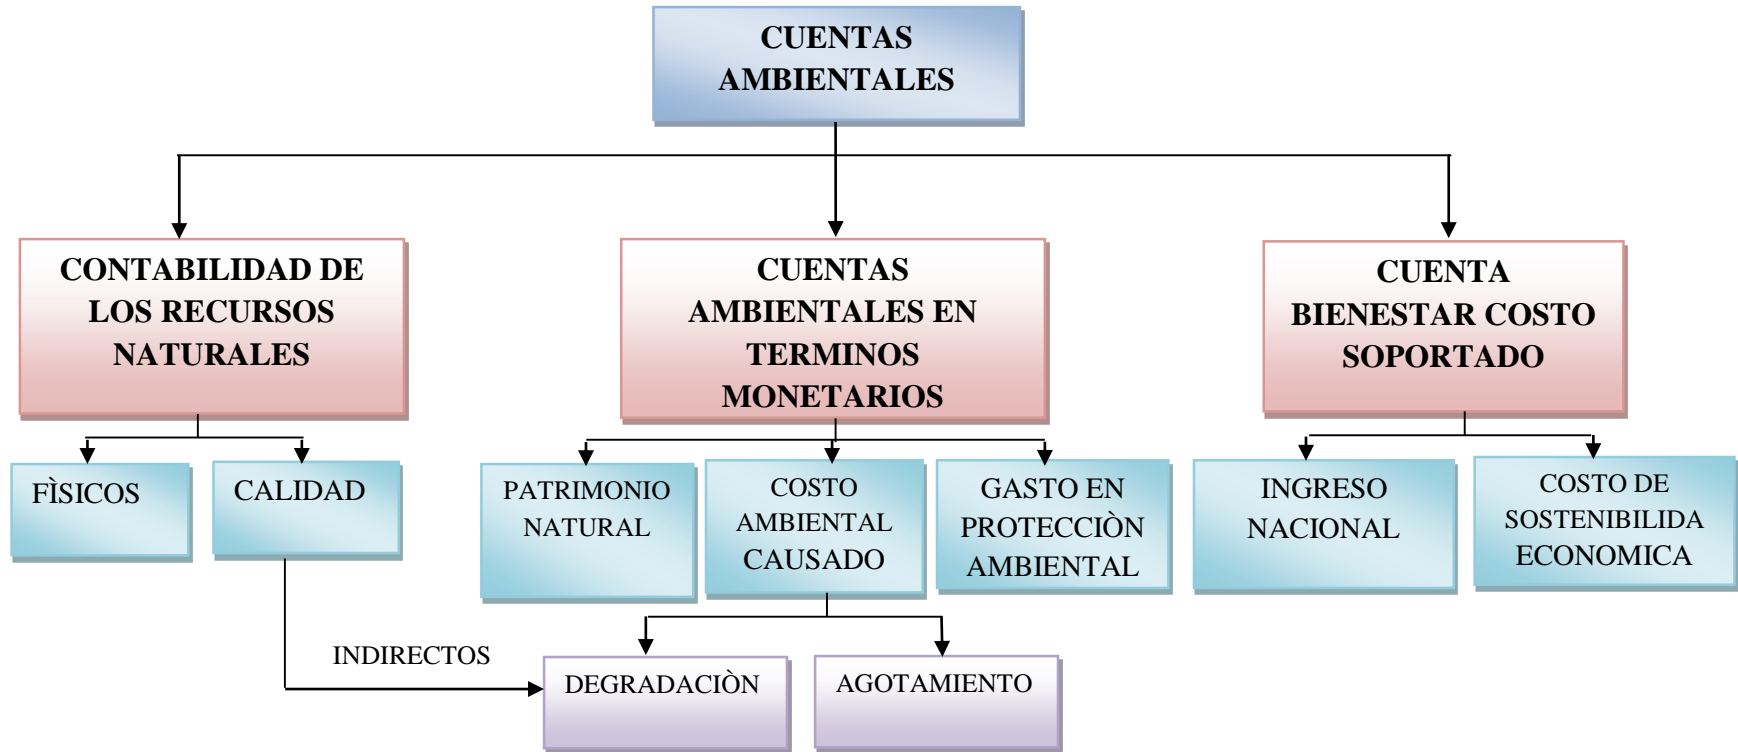 CUENTAS
AMBIENTALES
CONTABILIDAD DE
LOS RECURSOS
NATURALES
CUENTAS
AMBIENTALES EN
TERMINOS
MONETARIOS
CUENTA
BIENESTAR COSTO
SOPORTADO
FÌSICOS
CALIDAD
PATRIMONIO
NATURAL
COSTO
AMBIENTAL
CAUSADO
GASTO EN
PROTECCIÒN
AMBIENTAL
INGRESO
NACIONAL
COSTO DE
SOSTENIBILIDA
ECONOMICA
INDIRECTOS
DEGRADACIÒN
AGOTAMIENTO